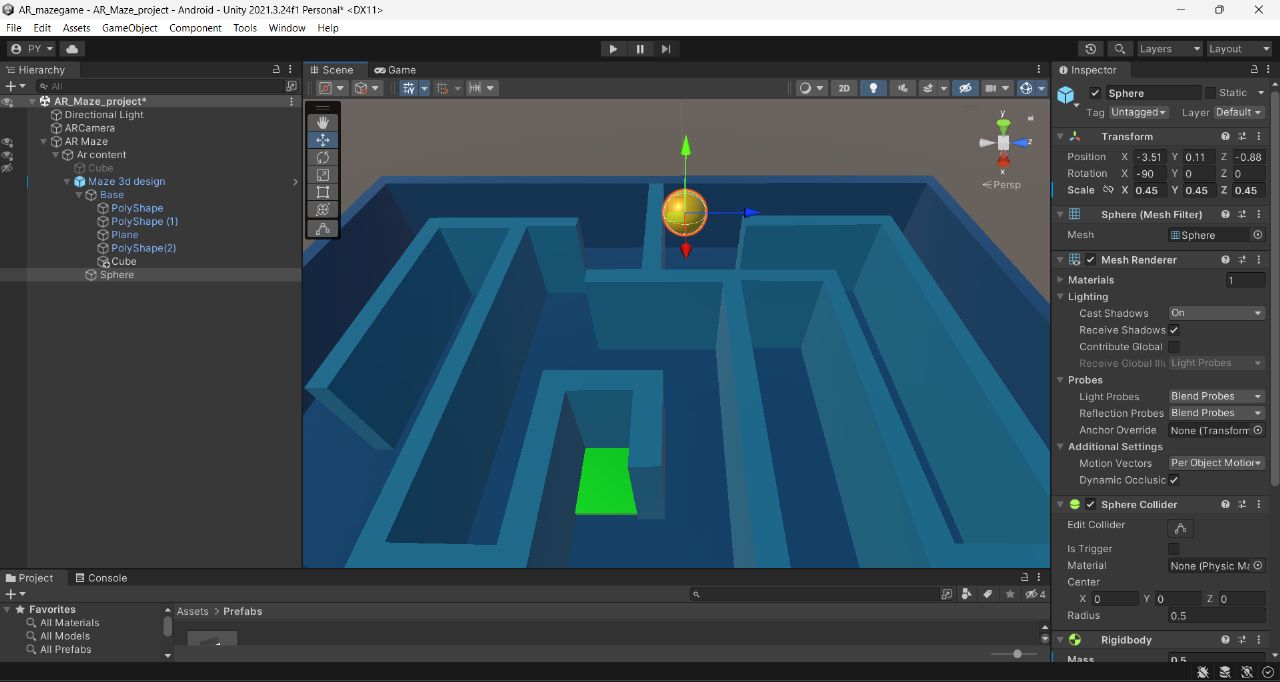 AR_mazegame - AR_Maze_project - Android - Unity 2021.3.24f1 Personal* <DX11>
File Edit Assets GameObject Component Tools Window Help
PY
Layers Layout
Hierarchy
All
AR_Maze_project*
Directional Light
ARCamera
AR Maze
Ar content
Cube
Maze 3d design
Base
PolyShape
PolyShape (1)
Plane
PolyShape(2)
Cube
Sphere
Scene Game
2D
y
z
x
Persp
Inspector
Sphere Static
Tag Untagged Layer Default
Transform
Position X -3.51 Y 0.11 Z -0.88
Rotation X -90 Y 0 Z 0
Scale X 0.45 Y 0.45 Z 0.45
Sphere (Mesh Filter)
Mesh Sphere
Mesh Renderer
Materials 1
Lighting
Cast Shadows On
Receive Shadows
Contribute Global
Receive Global Illu Light Probes
Probes
Light Probes Blend Probes
Reflection Probes Blend Probes
Anchor Override None (Transform
Additional Settings
Motion Vectors Per Object Motion
Dynamic Occlusic
Sphere Collider
Edit Collider
Is Trigger
Material None (Physic Ma
Center
X 0 Y 0 Z 0
Radius 0.5
Rigidbody
Mass 0.5
Project Console
4
Favorites
All Materials
All Models
All Prefabs
Assets > Prefabs